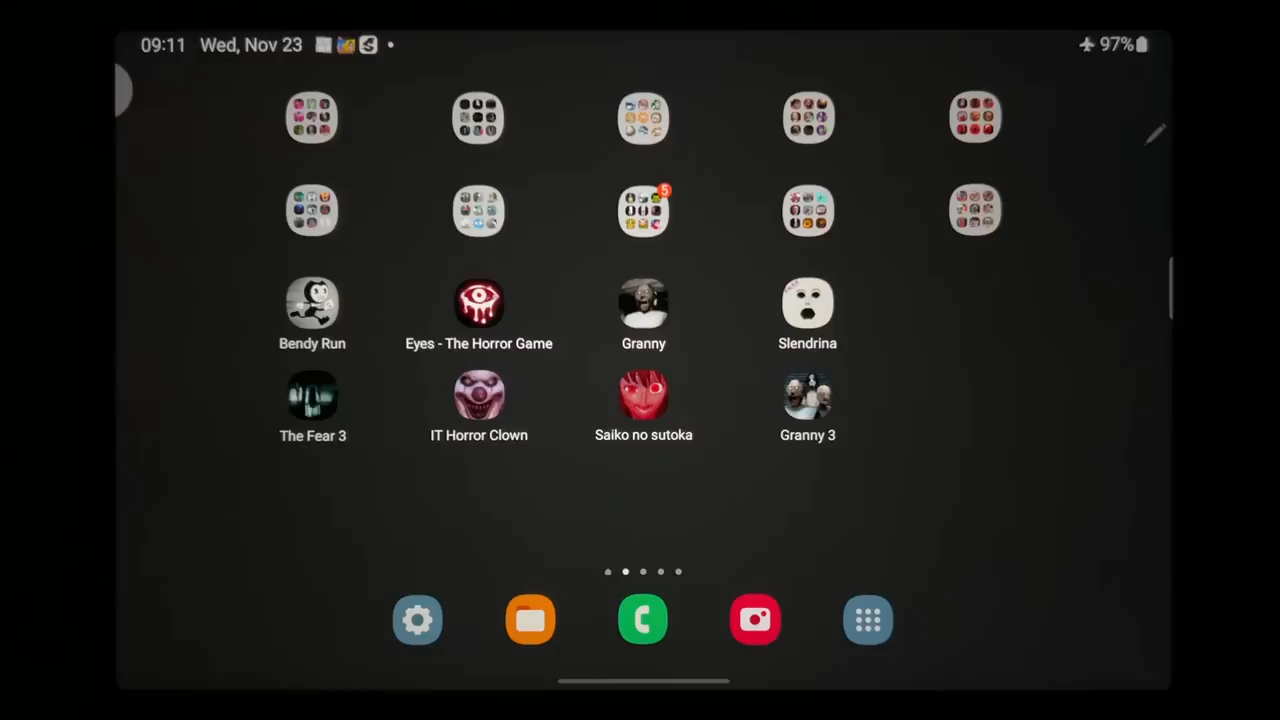 09:11 Wed, Nov 23 97%
5
Bendy Run Eyes - The Horror Game Granny Slendrina
The Fear 3 IT Horror Clown Saiko no sutoka Granny 3